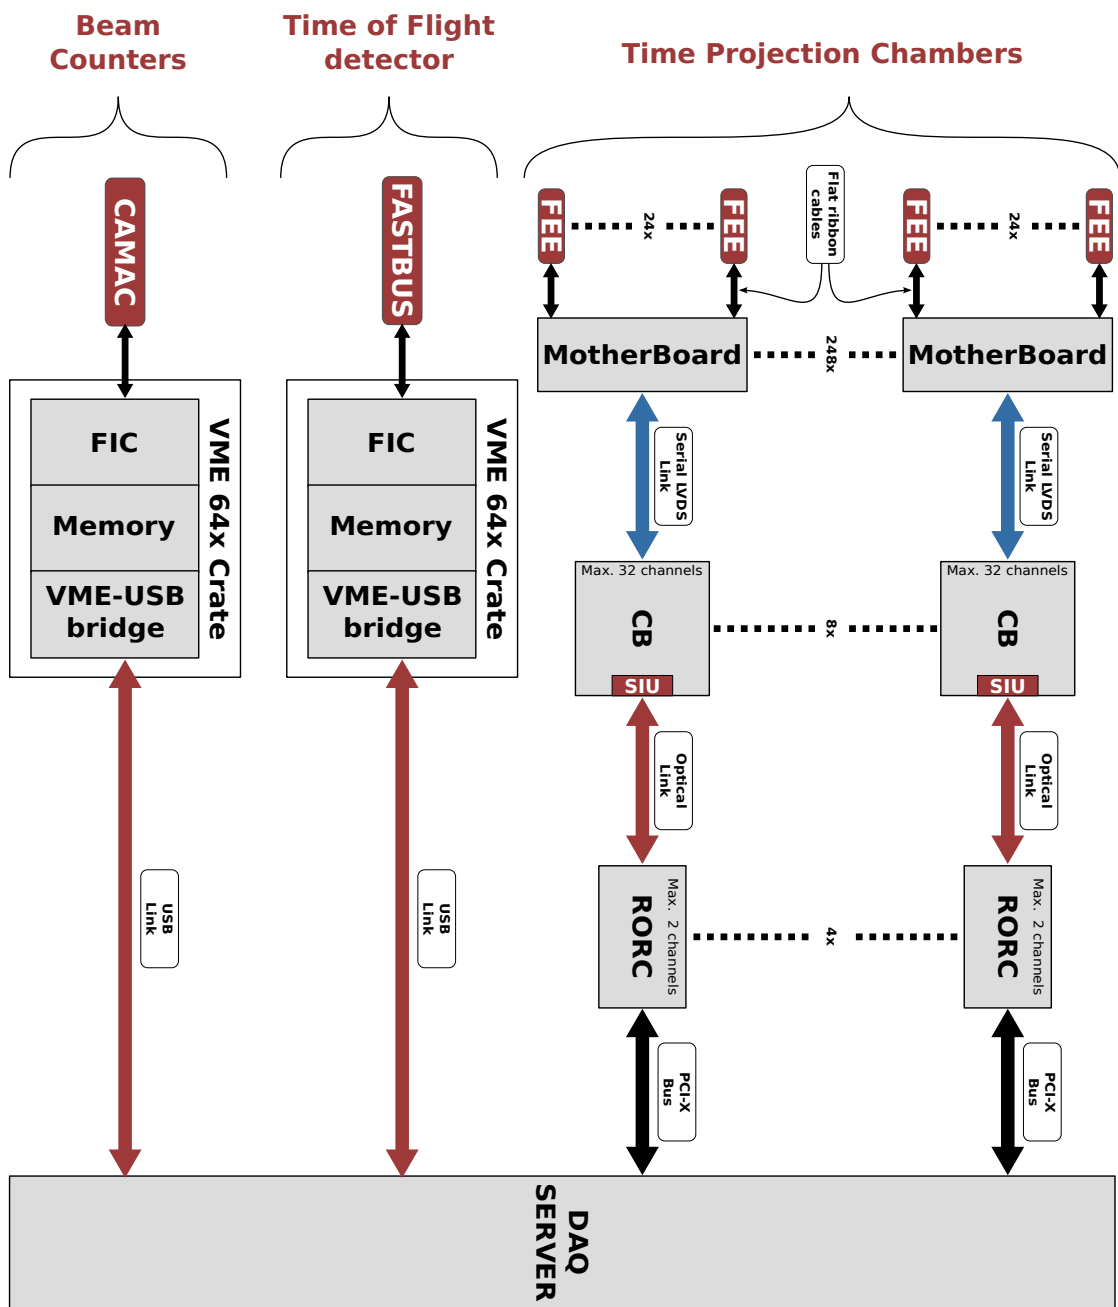 Beam
Counters
Time of Flight
detector
Time Projection Chambers
CAMAC
FASTBUS
FEE
24x
FEE
Flat ribbon
cables
FEE
24x
FEE
MotherBoard
248x
MotherBoard
VME 64x Crate
FIC
Memory
VME-USB
bridge
VME 64x Crate
FIC
Memory
VME-USB
bridge
Serial LVDS
Link
Serial LVDS
Link
Max. 32 channels
CB
SIU
8x
Max. 32 channels
CB
SIU
Optical
Link
Optical
Link
USB
Link
USB
Link
RORC
Max. 2 channels
4x
RORC
Max. 2 channels
PCI-X
Bus
PCI-X
Bus
DAQ
SERVER